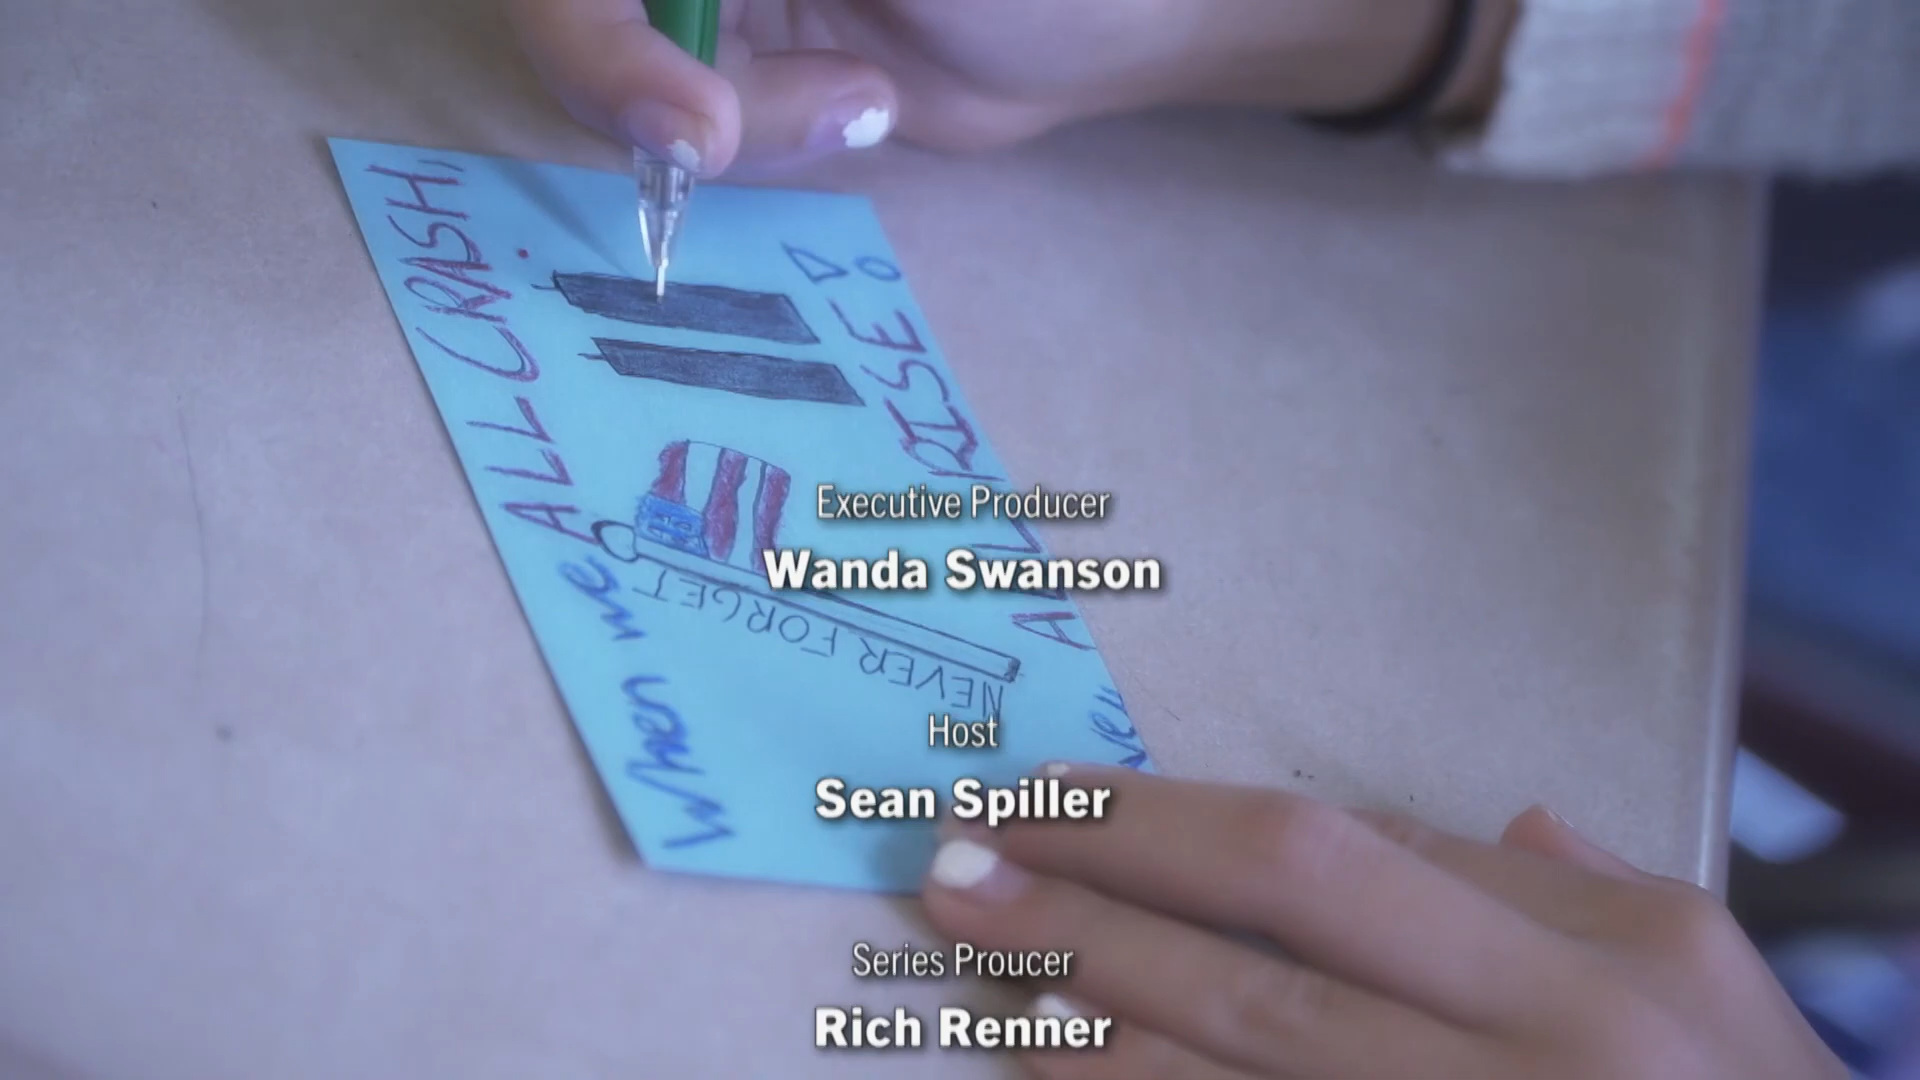 When we
ALL CRASH,
NEVER FORGET
ALL RISE
Executive Producer
Wanda Swanson
Host
Sean Spiller
Series Proucer
Rich Renner